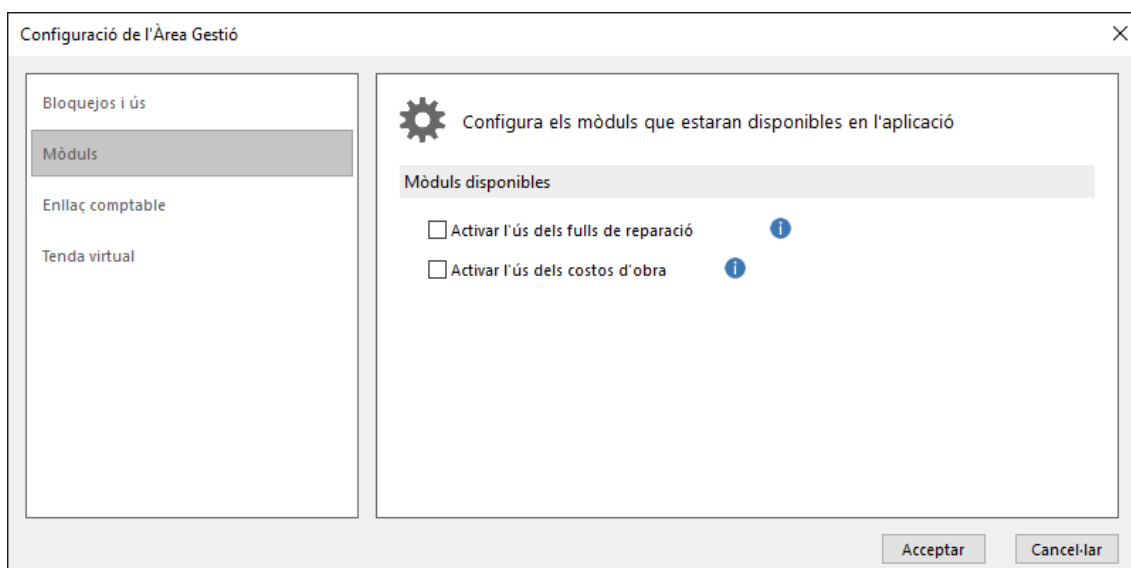 Configuració de l'Àrea Gestió
Bloquejos i ús
Mòduls
Enllaç comptable
Tenda virtual
Configura els mòduls que estaran disponibles en l'aplicació
Mòduls disponibles
Activar l'ús dels fulls de reparació
Activar l'ús dels costos d'obra
Acceptar
Cancel·lar